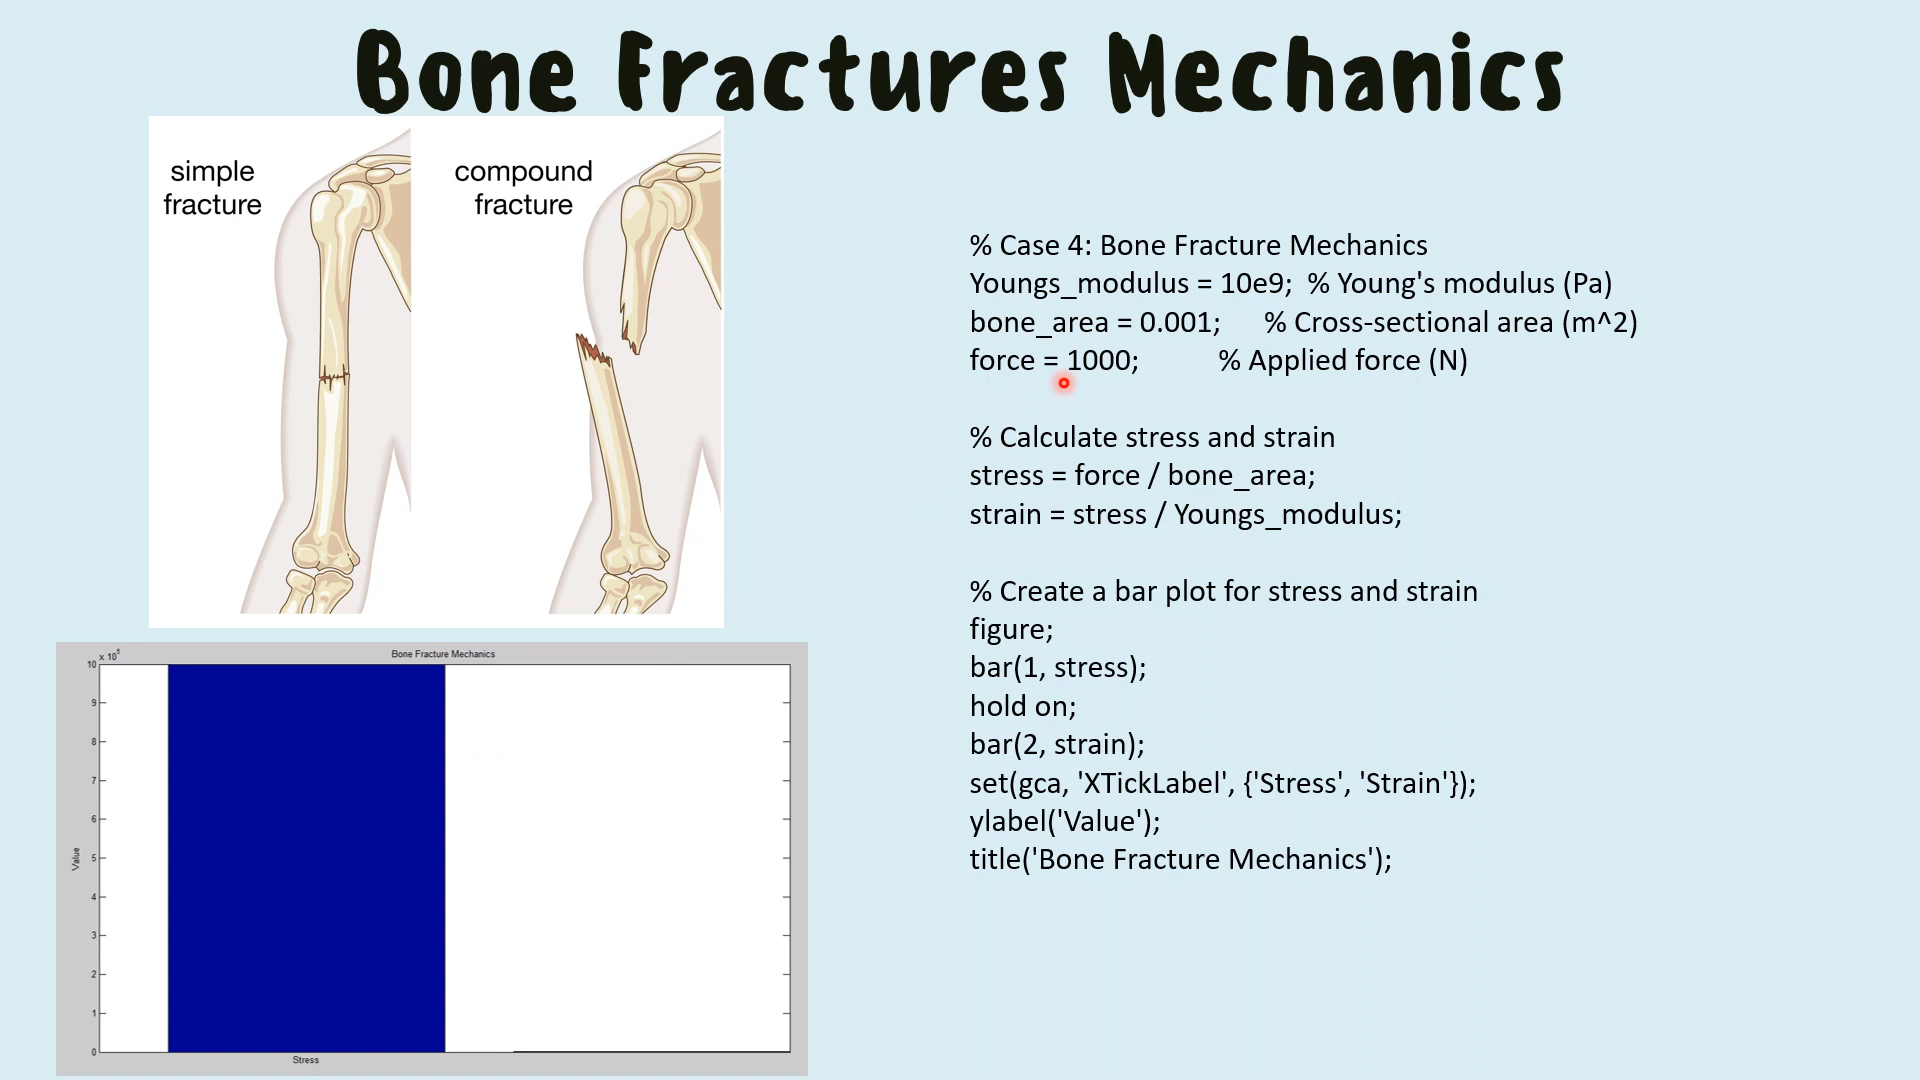 Bone Fractures Mechanics
simple
fracture
compound
fracture
% Case 4: Bone Fracture Mechanics
Youngs_modulus = 10e9;  % Young's modulus (Pa)
bone_area = 0.001;      % Cross-sectional area (m^2)
force = 1000;           % Applied force (N)
% Calculate stress and strain
stress = force / bone_area;
strain = stress / Youngs_modulus;
% Create a bar plot for stress and strain
figure;
bar(1, stress);
hold on;
bar(2, strain);
set(gca, 'XTickLabel', {'Stress', 'Strain'});
ylabel('Value');
title('Bone Fracture Mechanics');
Bone Fracture Mechanics
x 10^5
10
9
8
7
6
5
4
3
2
1
0
Value
Stress